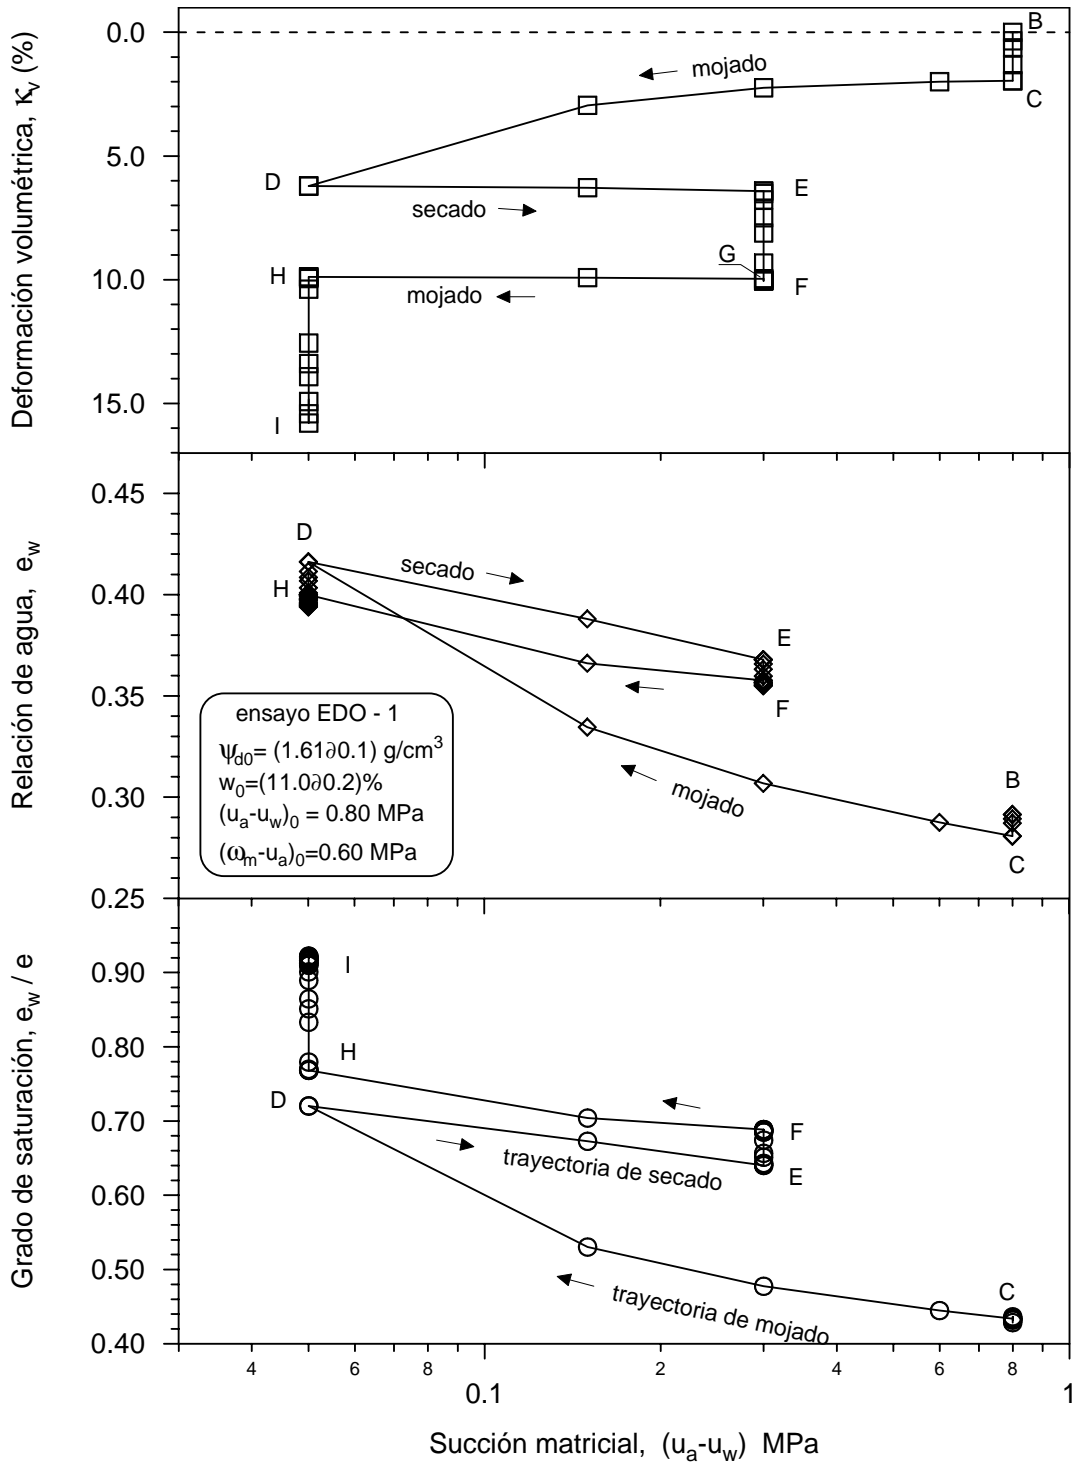 Deformación volumétrica, κv (%)
0.0
5.0
10.0
15.0
B
mojado
C
D
E
secado
G
H
F
mojado
I
Relación de agua, ew
0.45
0.40
0.35
0.30
0.25
D
secado
H
E
F
ensayo EDO - 1
ψd0= (1.61∂0.1) g/cm3
w0=(11.0∂0.2)%
(ua-uw)0 = 0.80 MPa
(ωm-ua)0=0.60 MPa
mojado
B
C
Grado de saturación, ew / e
0.90
0.80
0.70
0.60
0.50
0.40
I
H
D
F
trayectoria de secado
E
C
trayectoria de mojado
4 6 8 2 4 6 8
0.1 1
Succión matricial, (ua-uw) MPa